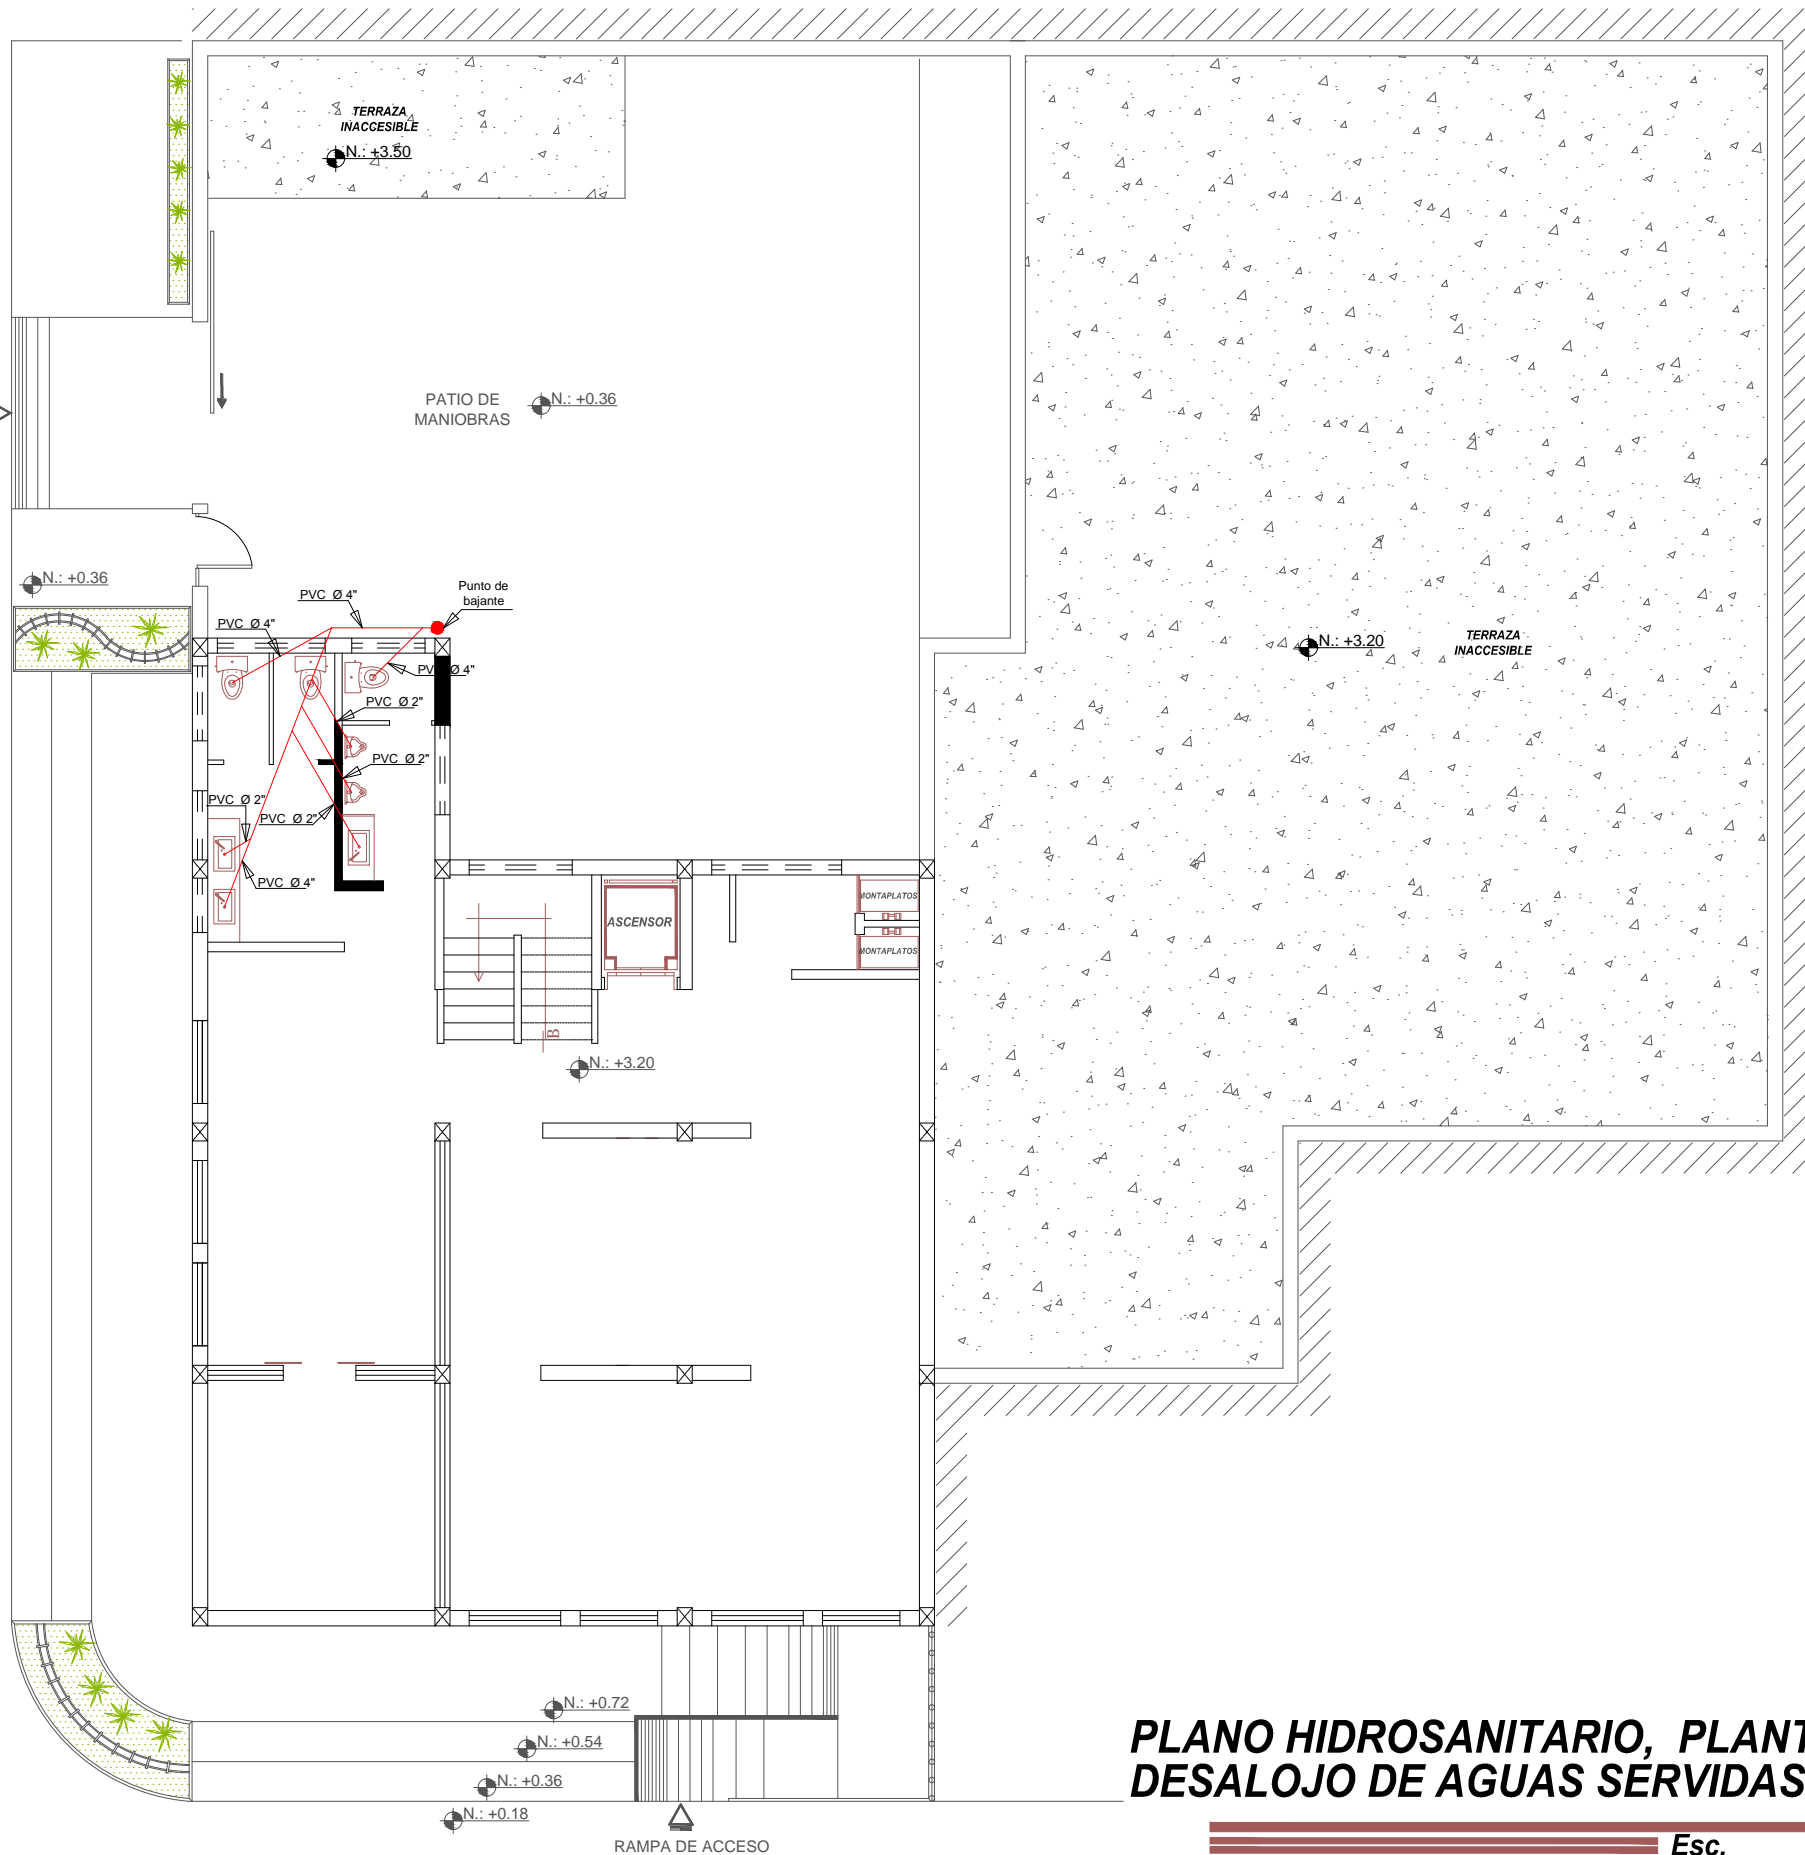 TERRAZA
INACCESIBLE
N.: +3.50
PATIO DE
MANIOBRAS
N.: +0.36
N.: +0.36
Punto de
bajante
PVC Ø 4"
PVC Ø 4"
PVC Ø 4"
PVC Ø 2"
PVC Ø 2"
PVC Ø 2"
PVC Ø 2"
PVC Ø 4"
N.: +3.20
TERRAZA
INACCESIBLE
ASCENSOR
MONTAPLATOS
MONTAPLATOS
B
N.: +3.20
N.: +0.72
N.: +0.54
N.: +0.36
N.: +0.18
RAMPA DE ACCESO
PLANO HIDROSANITARIO, PLANT
DESALOJO DE AGUAS SERVIDAS
Esc.